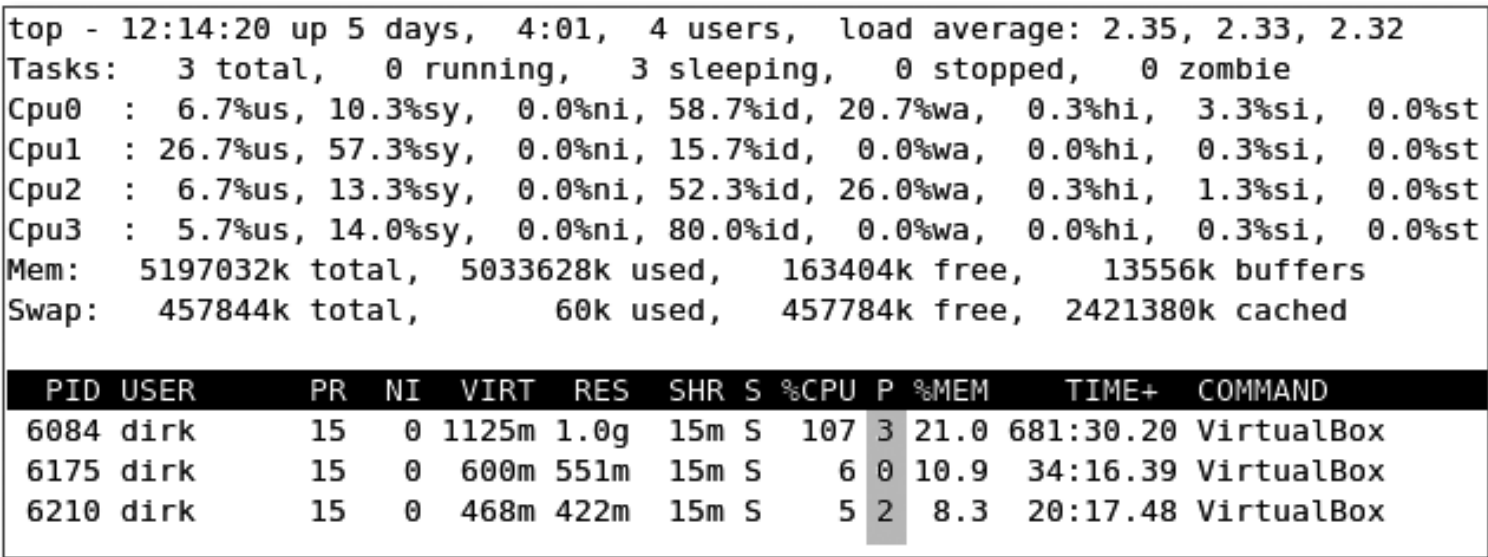 top - 12:14:20 up 5 days,  4:01,  4 users,  load average: 2.35, 2.33, 2.32
Tasks:   3 total,   0 running,   3 sleeping,   0 stopped,   0 zombie
Cpu0  :  6.7%us, 10.3%sy,  0.0%ni, 58.7%id, 20.7%wa,  0.3%hi,  3.3%si,  0.0%st
Cpu1  : 26.7%us, 57.3%sy,  0.0%ni, 15.7%id,  0.0%wa,  0.0%hi,  0.3%si,  0.0%st
Cpu2  :  6.7%us, 13.3%sy,  0.0%ni, 52.3%id, 26.0%wa,  0.3%hi,  1.3%si,  0.0%st
Cpu3  :  5.7%us, 14.0%sy,  0.0%ni, 80.0%id,  0.0%wa,  0.0%hi,  0.3%si,  0.0%st
Mem:   5197032k total,  5033628k used,   163404k free,    13556k buffers
Swap:   457844k total,       60k used,   457784k free,  2421380k cached
  PID USER      PR  NI  VIRT  RES  SHR S %CPU P %MEM    TIME+  COMMAND
 6084 dirk      15   0 1125m 1.0g  15m S  107 3 21.0 681:30.20 VirtualBox
 6175 dirk      15   0  600m 551m  15m S    6 0 10.9  34:16.39 VirtualBox
 6210 dirk      15   0  468m 422m  15m S    5 2  8.3  20:17.48 VirtualBox